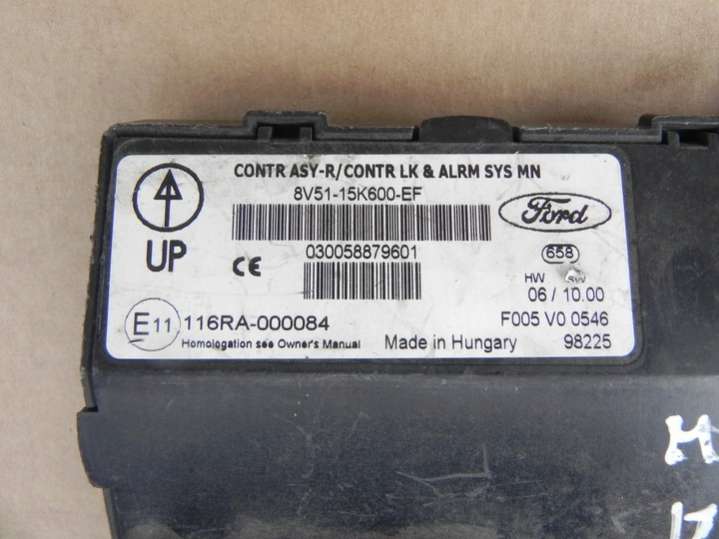 CONTR ASY-R/CONTR LK & ALRM SYS MN
8V51-15K600-EF
Ford
UP
CE
030058879601
658
HW SW
06 / 10.00
E11
116RA-000084
F005 V0 0546
Homologation see Owner's Manual
Made in Hungary
98225